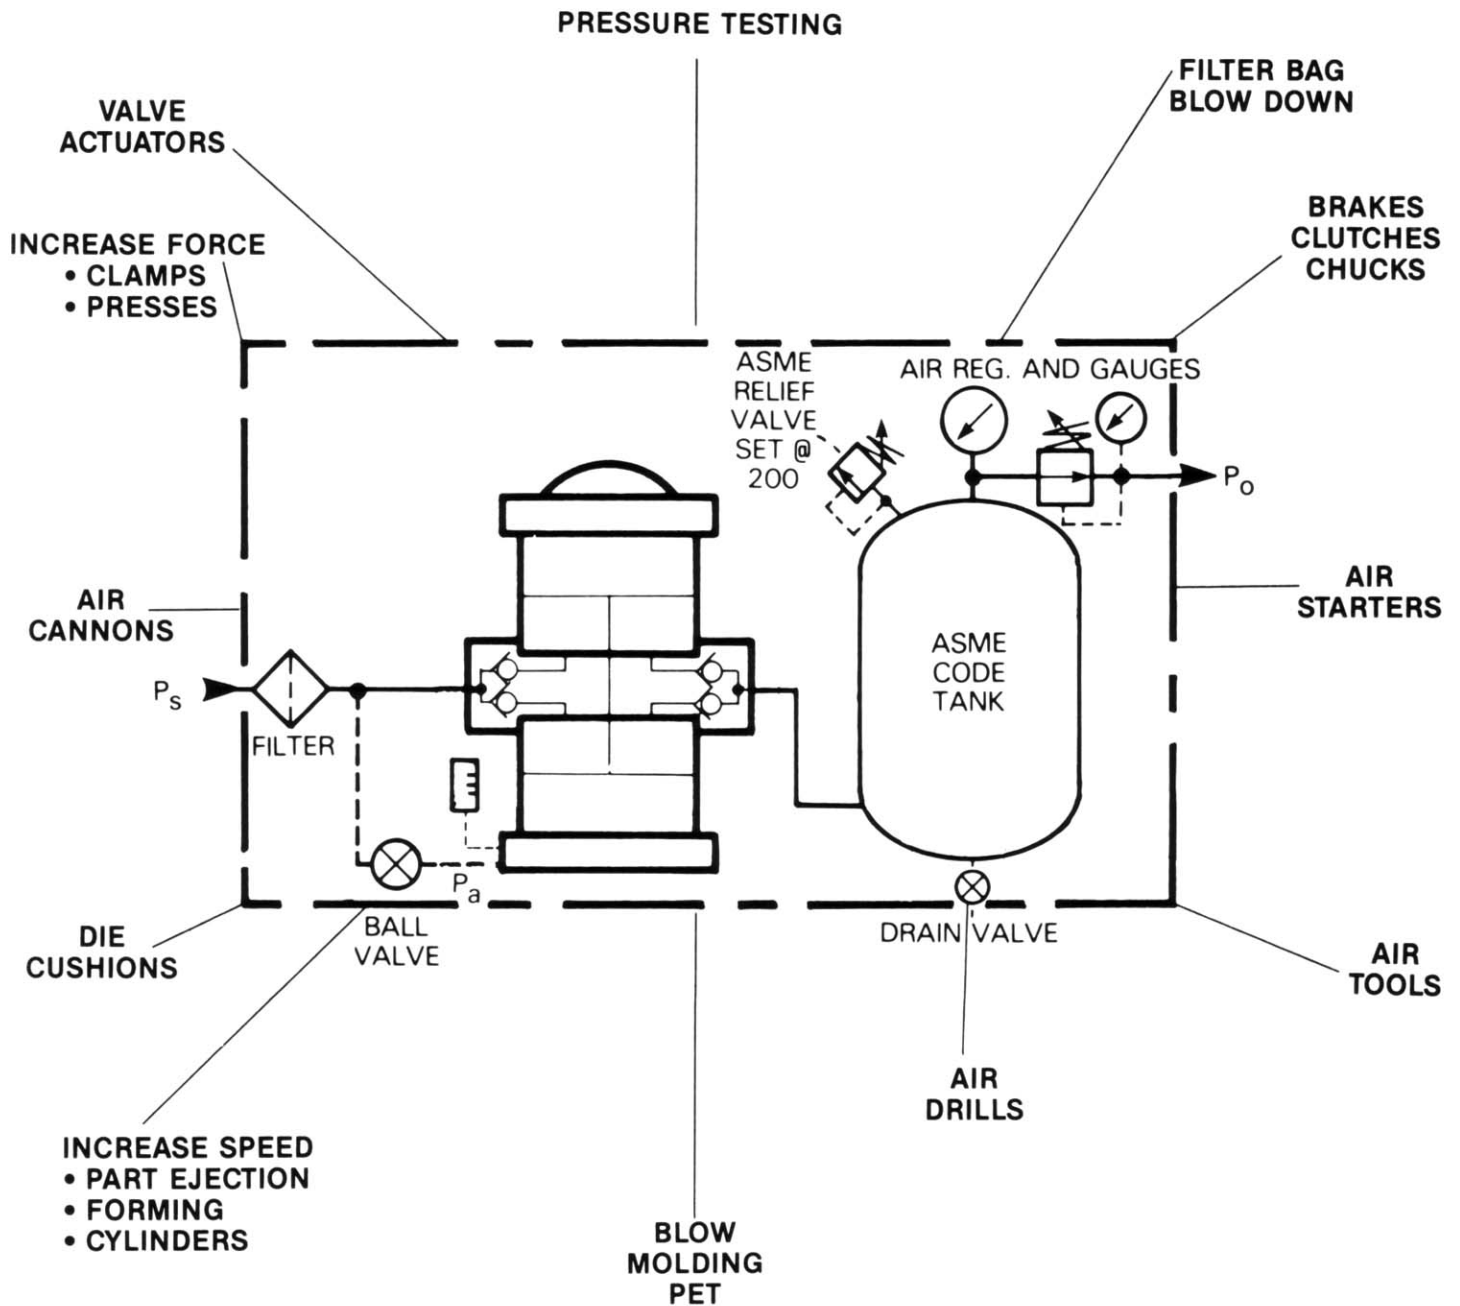 PRESSURE TESTING
FILTER BAG
BLOW DOWN
VALVE
ACTUATORS
BRAKES
CLUTCHES
CHUCKS
INCREASE FORCE
• CLAMPS
• PRESSES
ASME
RELIEF
VALVE
SET @
200
AIR REG. AND GAUGES
Po
AIR
CANNONS
AIR
STARTERS
ASME
CODE
TANK
Ps
FILTER
Pa
BALL
VALVE
DRAIN VALVE
DIE
CUSHIONS
AIR
TOOLS
AIR
DRILLS
INCREASE SPEED
• PART EJECTION
• FORMING
• CYLINDERS
BLOW
MOLDING
PET